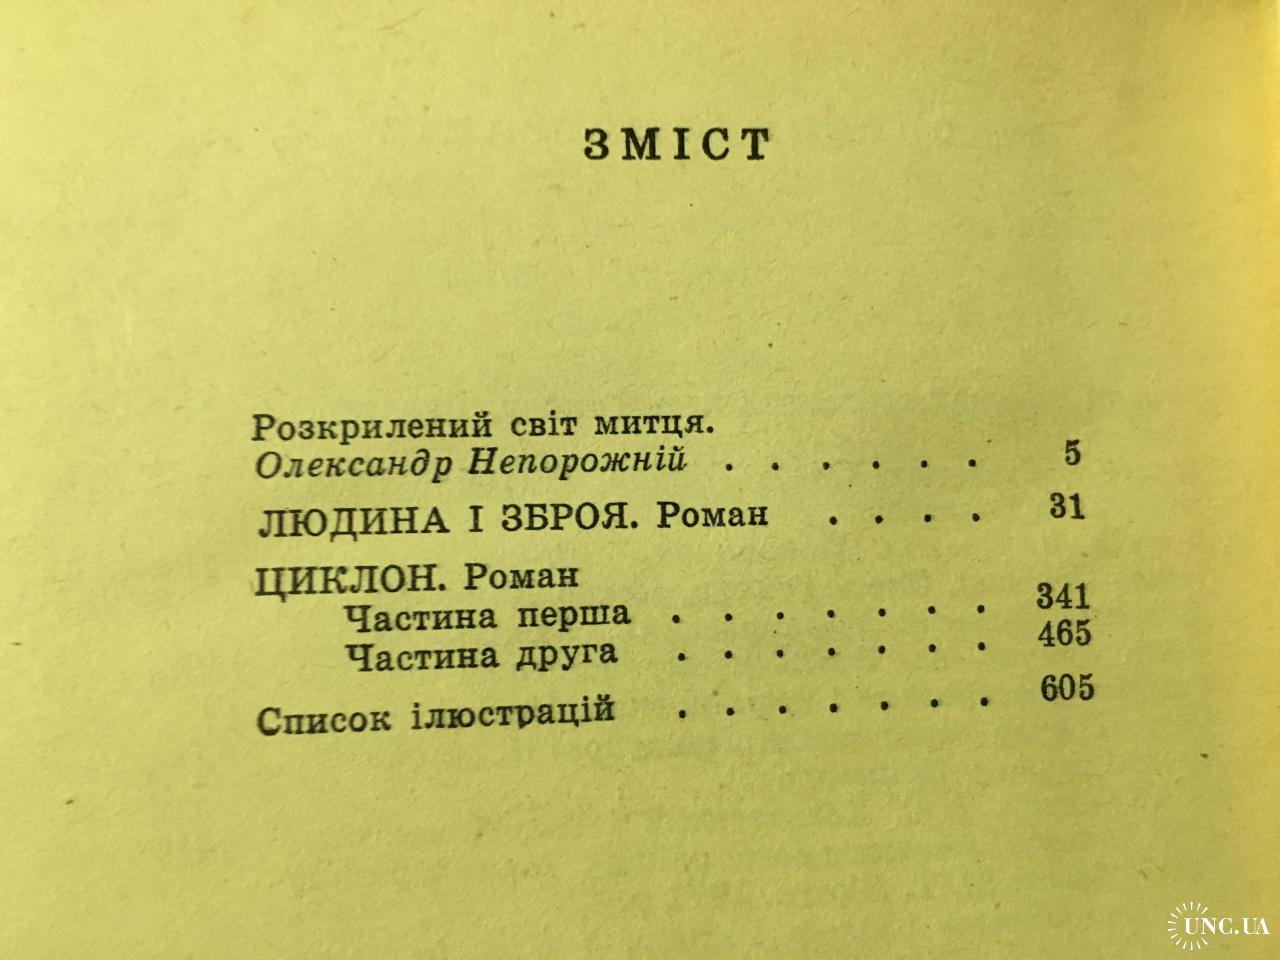 ЗМІСТ
Розкрилений світ митця.
Олександр Непорожній . . . . . . 5
ЛЮДИНА І ЗБРОЯ. Роман . . . . 31
ЦИКЛОН. Роман
Частина перша . . . . . . . 341
Частина друга . . . . . . . 465
Список ілюстрацій . . . . . . . 605
UNC.UA